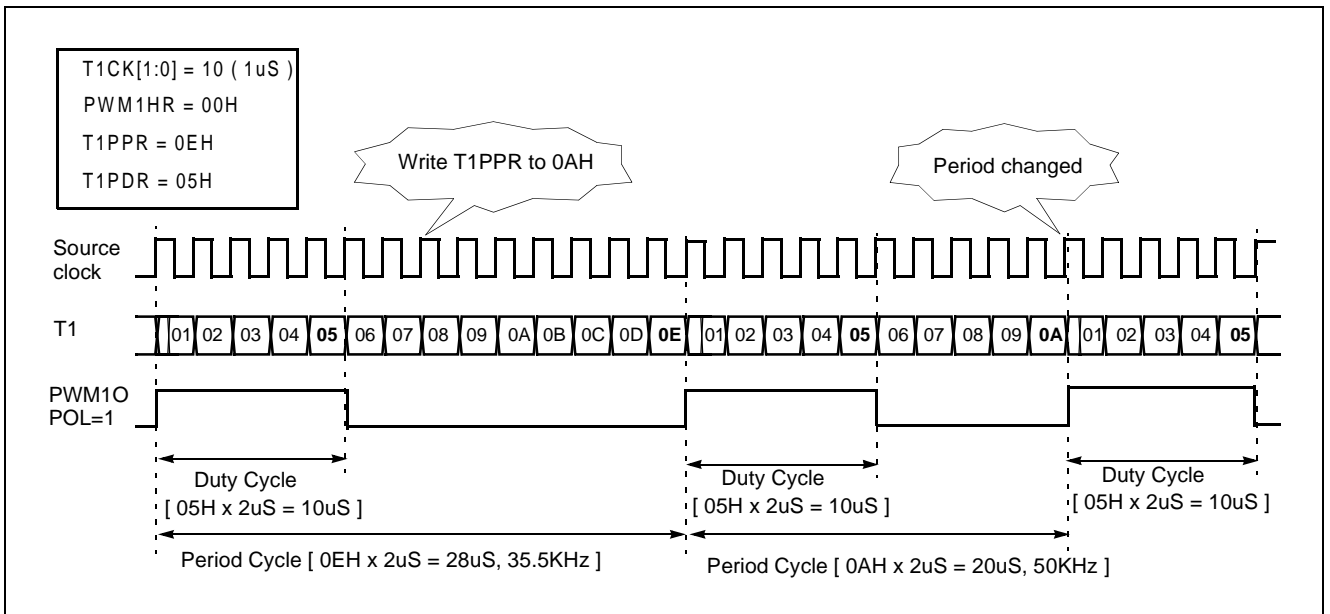 T1CK[1:0] = 10 ( 1uS )
PWM1HR = 00H
T1PPR = 0EH
T1PDR = 05H
Write T1PPR to 0AH
Period changed
Source
clock
T1
01 02 03 04 05 06 07 08 09 0A 0B 0C 0D 0E 01 02 03 04 05 06 07 08 09 0A 01 02 03 04 05
PWM1O
POL=1
Duty Cycle
[ 05H x 2uS = 10uS ]
Duty Cycle
[ 05H x 2uS = 10uS ]
Duty Cycle
[ 05H x 2uS = 10uS ]
Period Cycle [ 0EH x 2uS = 28uS, 35.5KHz ]
Period Cycle [ 0AH x 2uS = 20uS, 50KHz ]